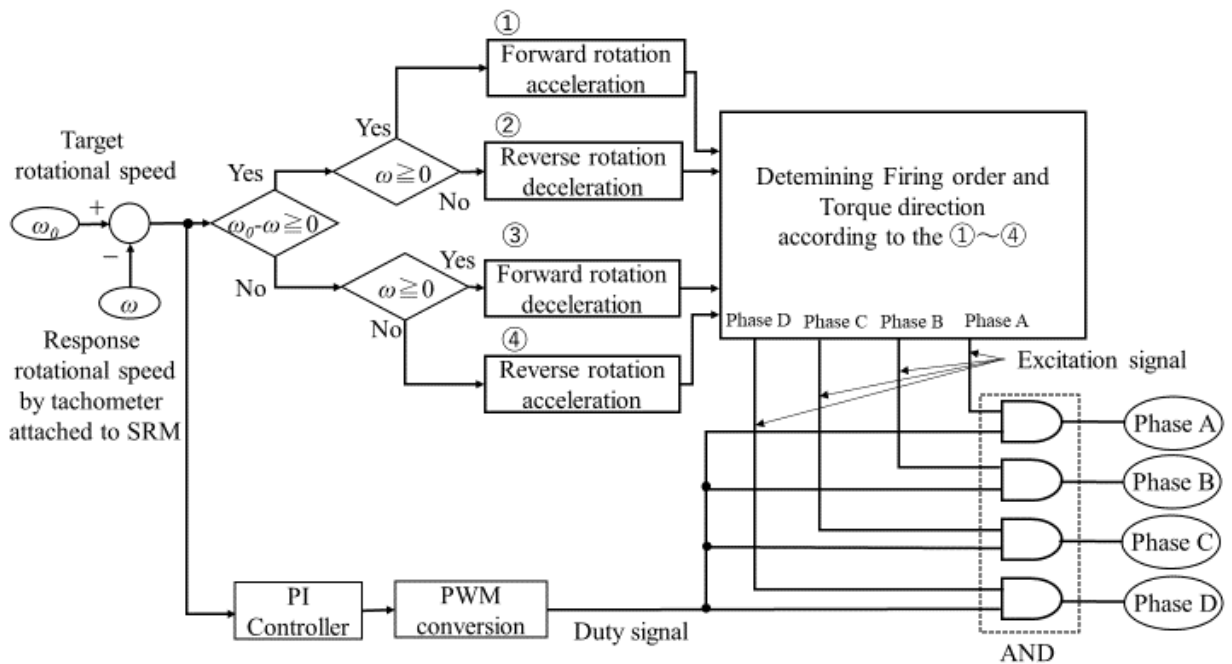 ①
Forward rotation
acceleration
Target
rotational speed
Yes
②
Yes
ω≧0
Reverse rotation
deceleration
No
Detemining Firing order and
Torque direction
according to the ①～④
ω₀
+
−
ω₀-ω≧0
③
No
ω≧0
Yes
Forward rotation
deceleration
ω
No
Response
rotational speed
by tachometer
attached to SRM
④
Reverse rotation
acceleration
Phase D
Phase C
Phase B
Phase A
Excitation signal
Phase A
Phase B
Phase C
Phase D
PI
Controller
PWM
conversion
Duty signal
AND